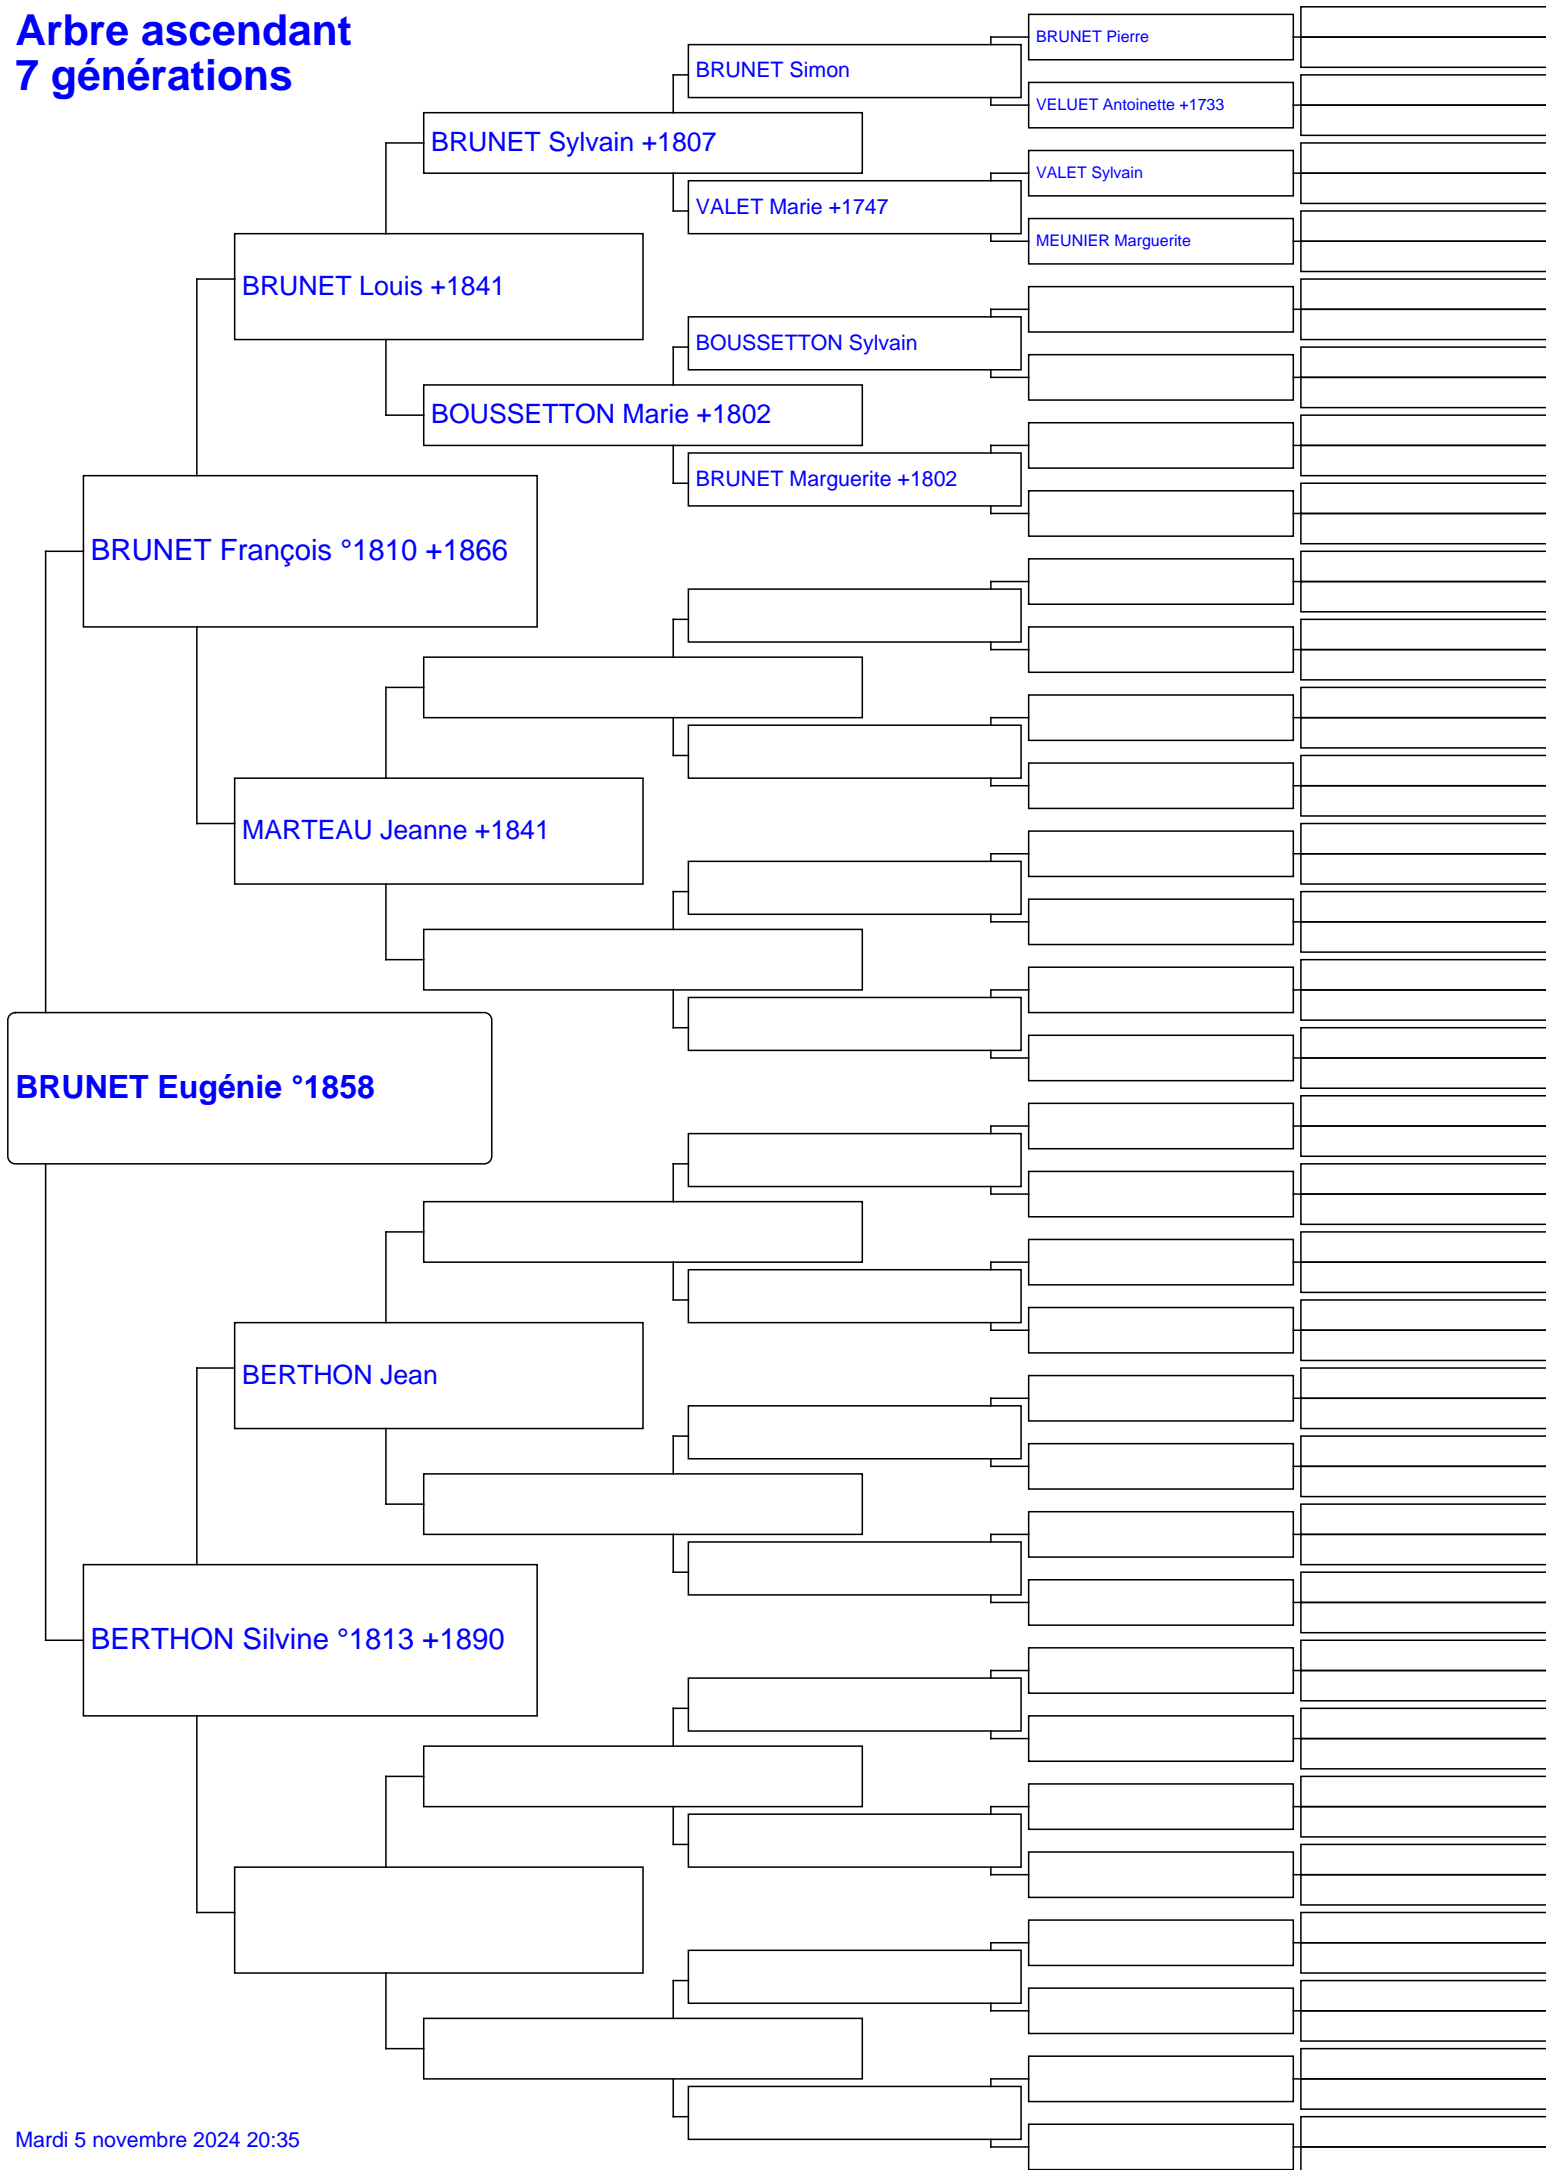 Arbre ascendant
7 générations
BRUNET Pierre
BRUNET Simon
VELUET Antoinette +1733
BRUNET Sylvain +1807
VALET Sylvain
VALET Marie +1747
MEUNIER Marguerite
BRUNET Louis +1841
BOUSSETTON Sylvain
BOUSSETTON Marie +1802
BRUNET Marguerite +1802
BRUNET François °1810 +1866
MARTEAU Jeanne +1841
BRUNET Eugénie °1858
BERTHON Jean
BERTHON Silvine °1813 +1890
Mardi 5 novembre 2024 20:35